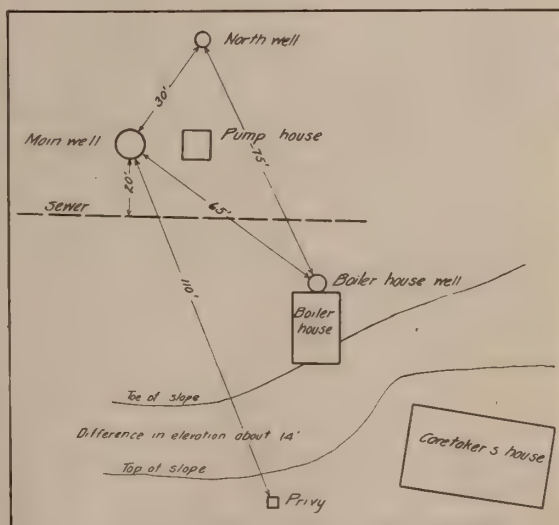 North well
30'
Main well
Pump house
75'
20'
sewer
65'
Boiler house well
110'
Boiler
house
Toe of slope
Difference in elevation about 14'
Caretaker s house
Top of slope
Privy